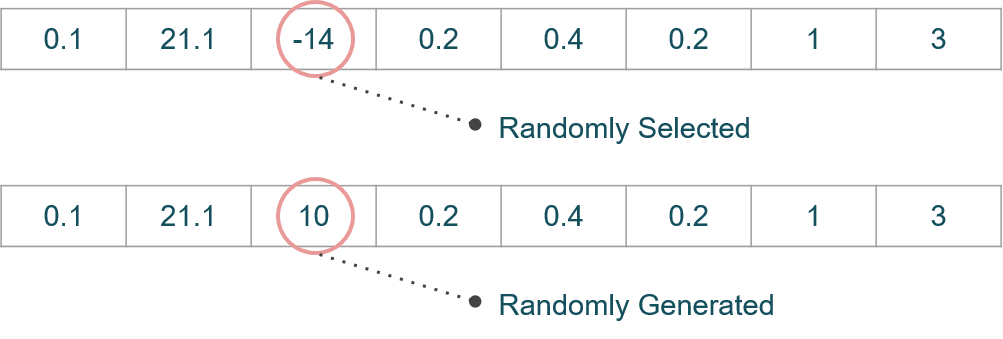 0.1 21.1 -14 0.2 0.4 0.2 1 3
Randomly Selected
0.1 21.1 10 0.2 0.4 0.2 1 3
Randomly Generated